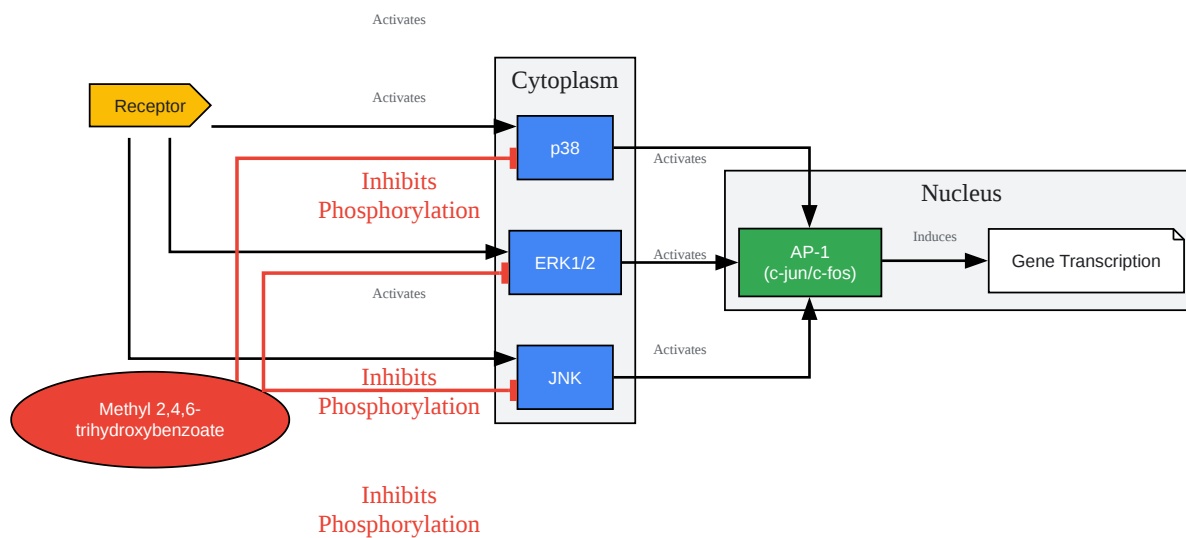 Activates
Cytoplasm
Receptor
Activates
p38
Activates
Inhibits
Phosphorylation
Nucleus
ERK1/2
Activates
AP-1
(c-jun/c-fos)
Induces
Gene Transcription
Activates
JNK
Activates
Inhibits
Phosphorylation
Methyl 2,4,6-
trihydroxybenzoate
Inhibits
Phosphorylation